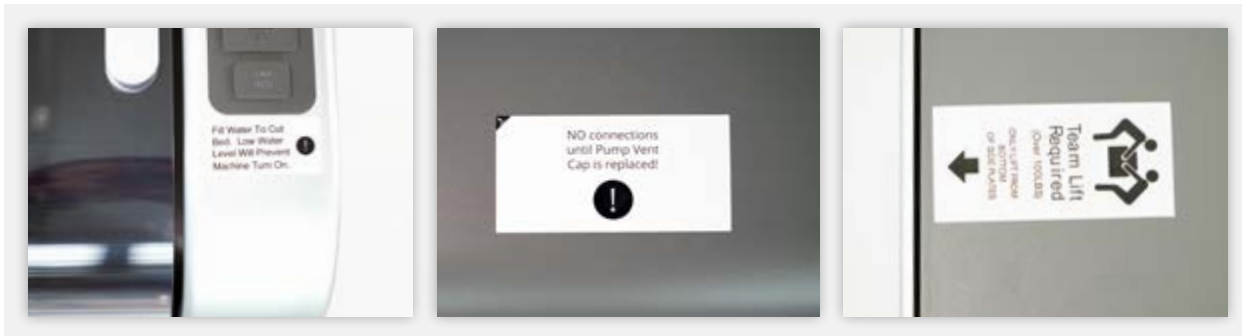 Fill Water To Cut
Bed. Low Water
Level Will Prevent
Machine Turn On.
NO connections
until Pump Vent
Cap is replaced!
Team Lift
Required
(Over 100LBS)
ONLY LIFT FROM
BOTTOM
OF SIDE PLATES